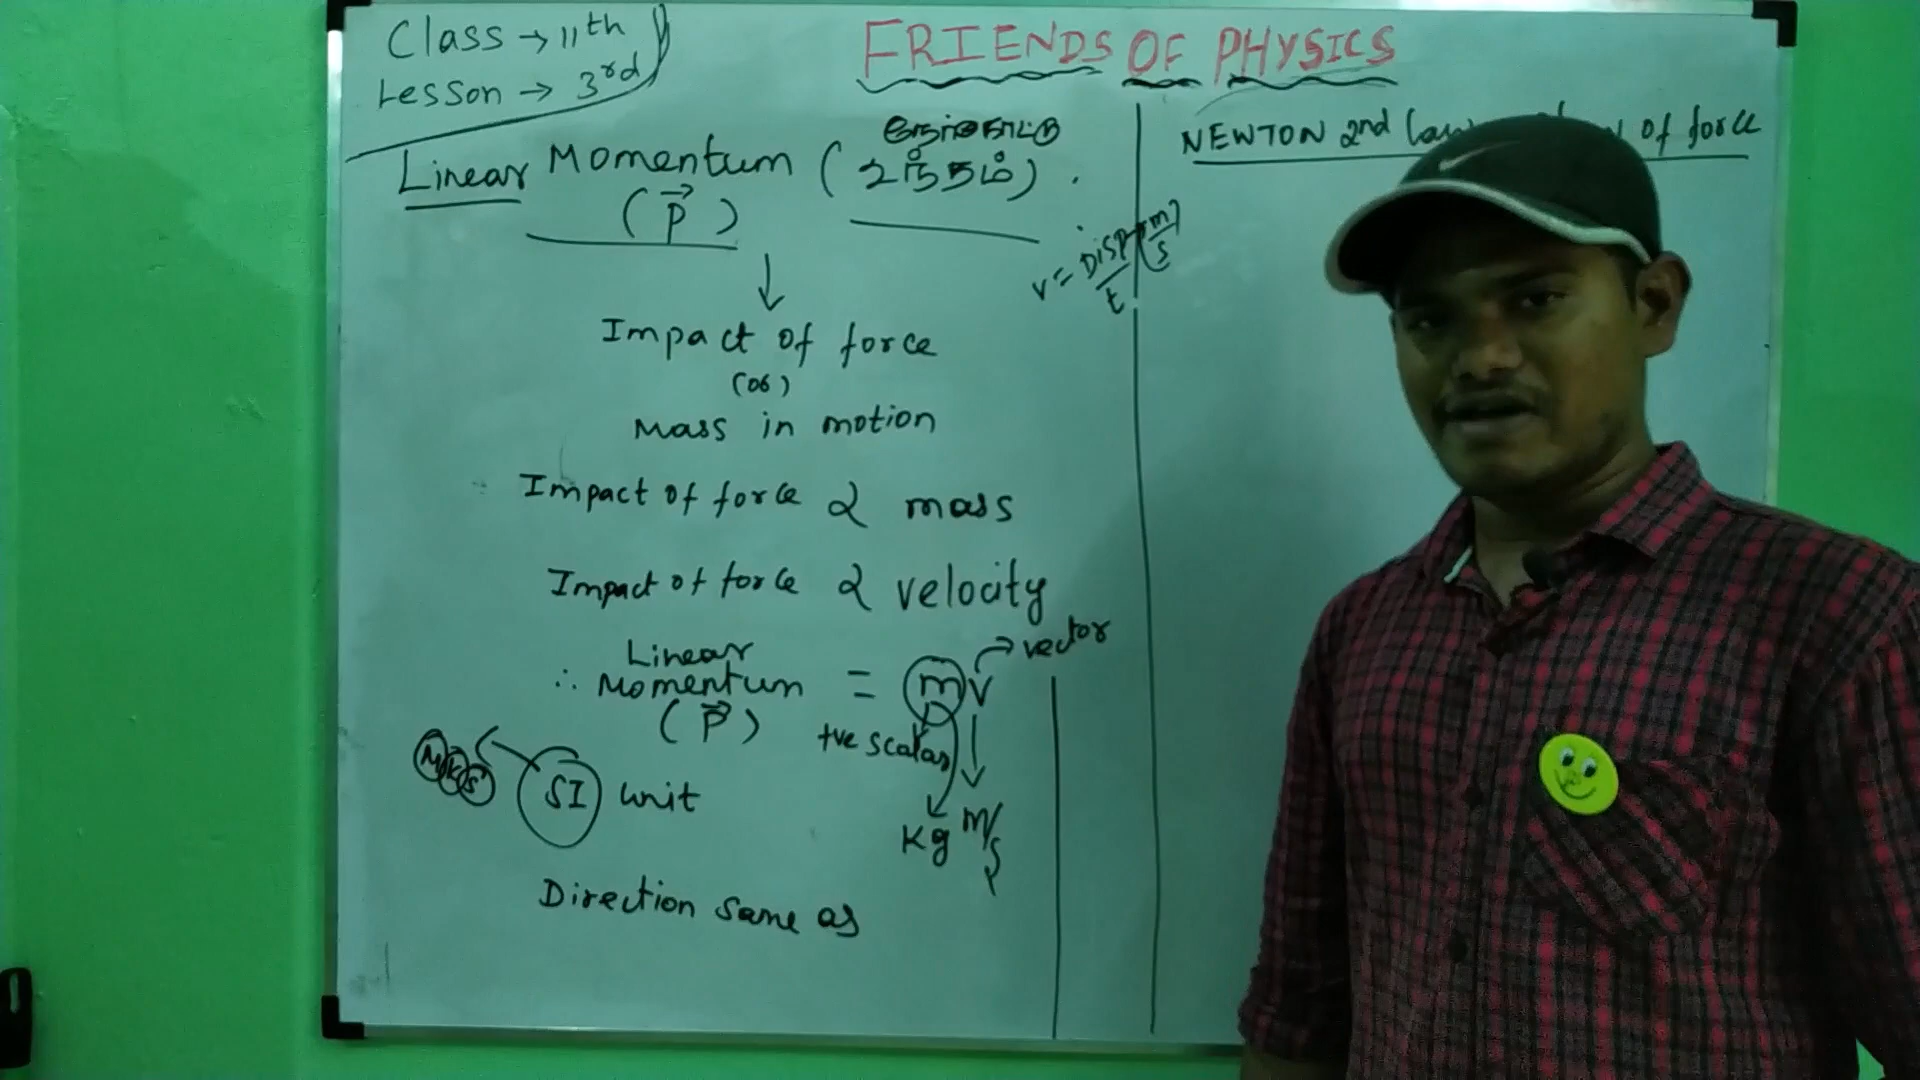 Class → 11th
Lesson → 3rd
FRIENDS OF PHYSICS
Linear Momentum ( நேர்கோட்டு உந்தம் ) .
( p⃗ )
↓
Impact of force
(or)
Mass in motion
Impact of force ∝ mass
Impact of force ∝ velocity
∴ Linear Momentum = m v → vector
( P⃗ )
+ve scalar
MKS
SI unit
Kg m/s
Direction same as
v = Disp/t (m/s)
NEWTON 2nd law of force